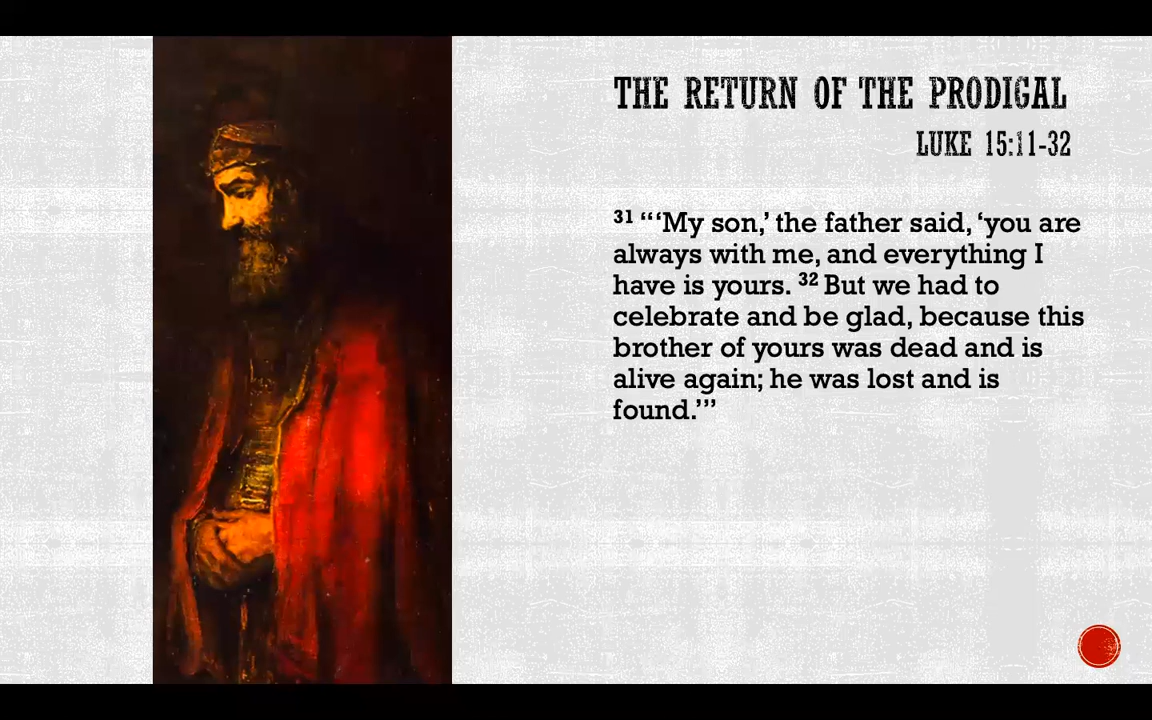 THE RETURN OF THE PRODIGAL
LUKE 15:11-32
³¹ “‘My son,’ the father said, ‘you are
always with me, and everything I
have is yours. ³² But we had to
celebrate and be glad, because this
brother of yours was dead and is
alive again; he was lost and is
found.’”